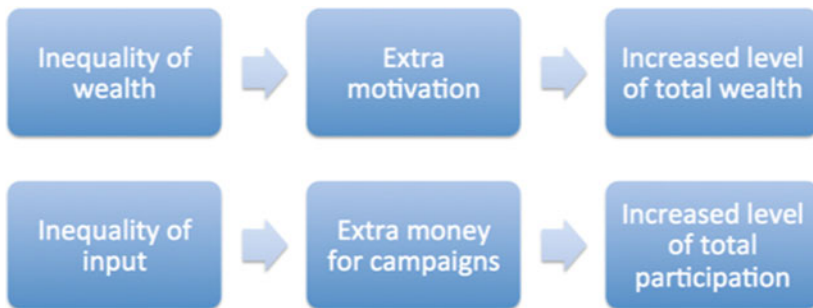 Inequality of
wealth
Extra
motivation
Increased level
of total wealth
Inequality of
input
Extra money
for campaigns
Increased level
of total
participation